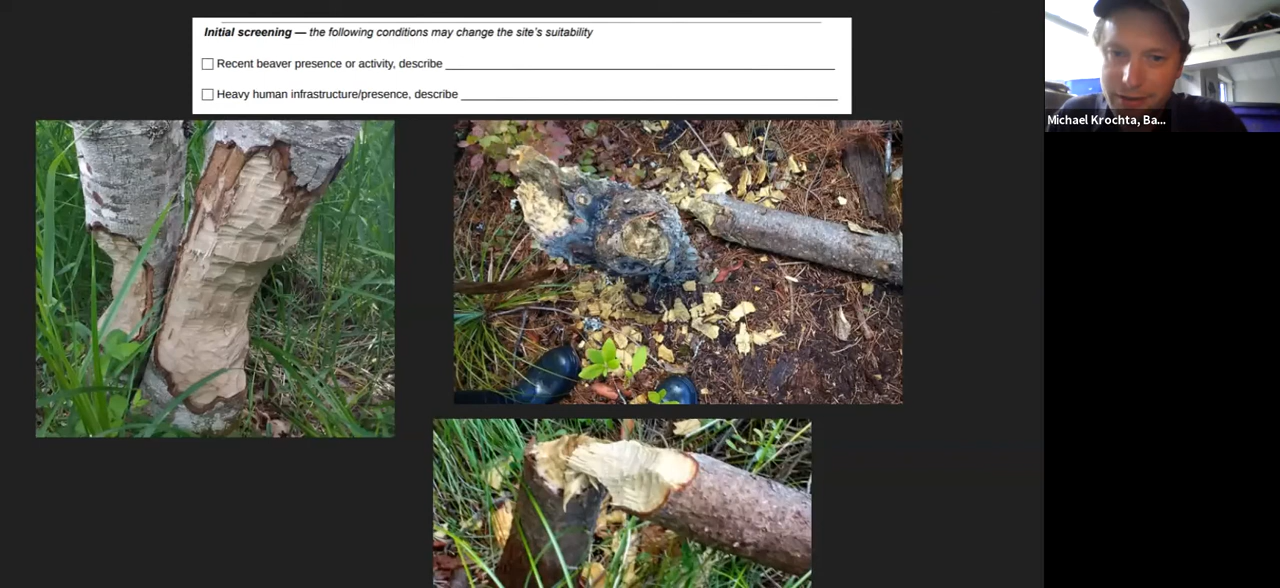 Initial screening — the following conditions may change the site's suitability
Recent beaver presence or activity, describe
Heavy human infrastructure/presence, describe
Michael Krochta, Ba...